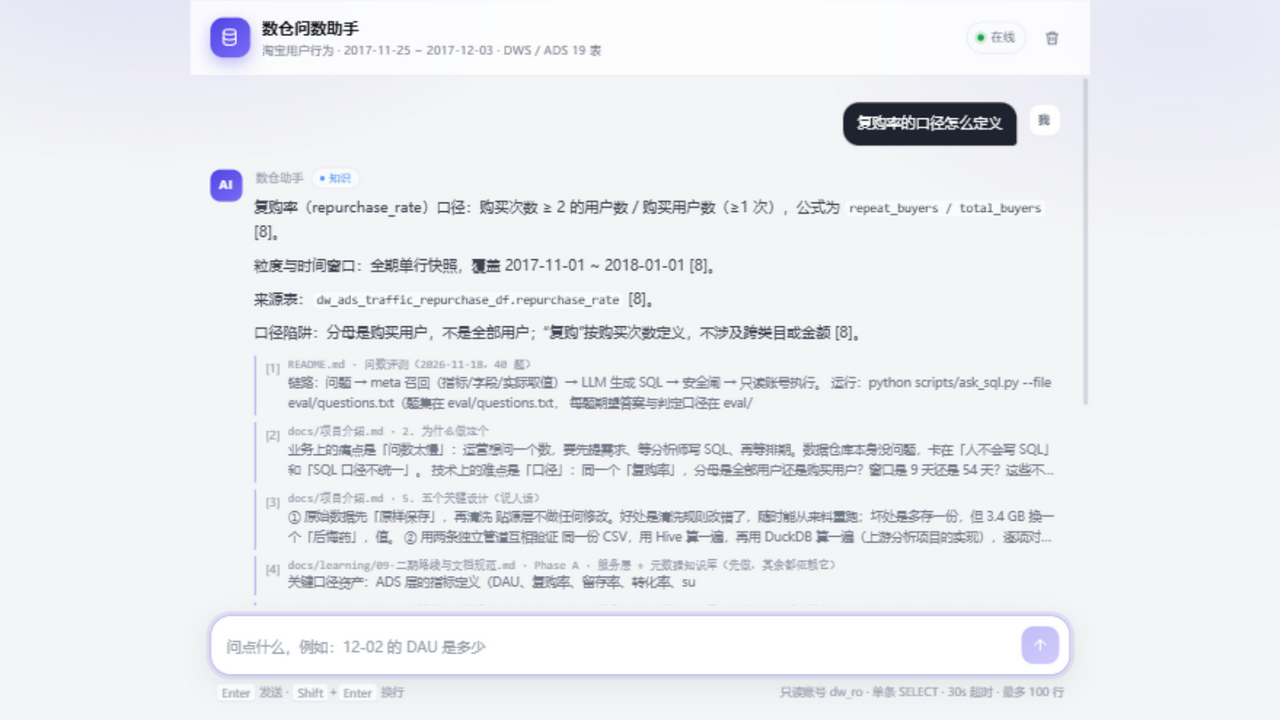 数仓问数助手
淘宝用户行为 · 2017-11-25 ~ 2017-12-03 · DWS / ADS 19 表
在线
复购率的口径怎么定义
我
AI
数仓助手
知识
复购率（repurchase_rate）口径：购买次数 ≥ 2 的用户数 / 购买用户数（≥1 次），公式为 repeat_buyers / total_buyers
[8]。
粒度与时间窗口：全期单行快照，覆盖 2017-11-01 ~ 2018-01-01 [8]。
来源表： dw_ads_traffic_repurchase_df.repurchase_rate [8]。
口径陷阱：分母是购买用户，不是全部用户；“复购”按购买次数定义，不涉及跨类目或金额 [8]。
[1] README.md · 问数评测（2026-11-18，40 题）
链路：问题 → meta 召回（指标/字段/实际取值）→ LLM 生成 SQL → 安全闸 → 只读账号执行。 运行：python scripts/ask_sql.py --file
eval/questions.txt（题集在 eval/questions.txt， 每题期望答案与判定口径在 eval/
[2] docs/项目介绍.md · 2. 为什么做这个
业务上的痛点是「问数太慢」：运营想问一个数，要先提需求、等分析师写 SQL、再等排期。数据仓库本身没问题，卡在「人不会写 SQL」
和「SQL 口径不统一」。 技术上的难点是「口径」：同一个「复购率」，分母是全部用户还是购买用户？窗口是 9 天还是 54 天？这些不...
[3] docs/项目介绍.md · 5. 五个关键设计（说人话）
① 原始数据先「原样保存」，再清洗 贴源层不做任何修改。好处是清洗规则改错了，随时能从来料重跑；坏处是多存一份，但 3.4 GB 换一
个「后悔药」，值。 ② 用两条独立管道互相验证 同一份 CSV，用 Hive 算一遍，再用 DuckDB 算一遍（上游分析项目的实现），逐项对...
[4] docs/learning/09-二期路线与文档规范.md · Phase A · 服务层 + 元数据知识库（先做，其余都依赖它）
关键口径资产：ADS 层的指标定义（DAU、复购率、留存率、转化率、su
问点什么，例如：12-02 的 DAU 是多少
Enter 发送 · Shift + Enter 换行
只读账号 dw_ro · 单条 SELECT · 30s 超时 · 最多 100 行